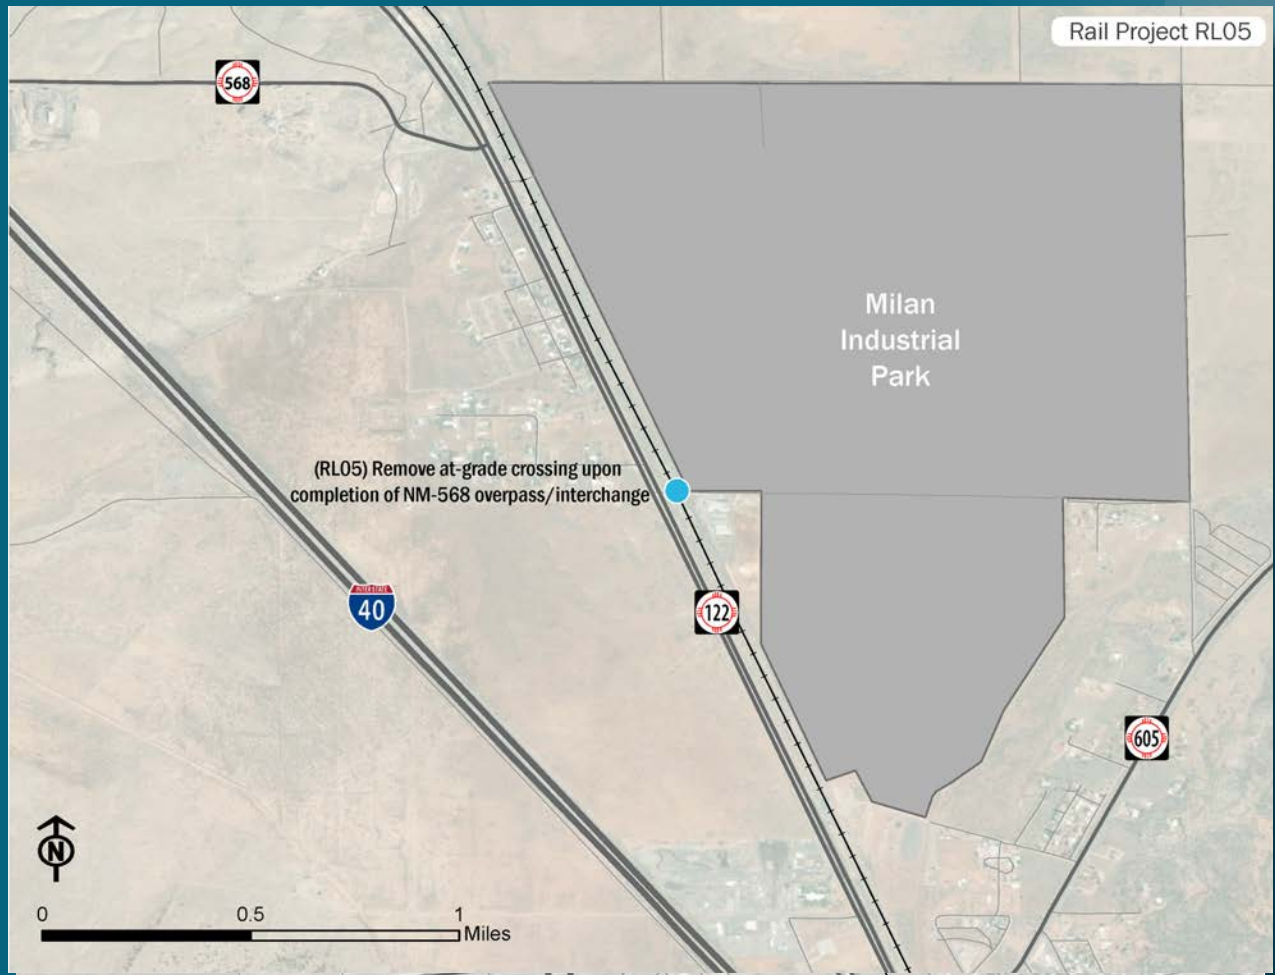 Rail Project RL05
568
Milan
Industrial
Park
(RL05) Remove at-grade crossing upon
completion of NM-568 overpass/interchange
INTERSTATE
40
122
605
N
0 0.5 1
Miles